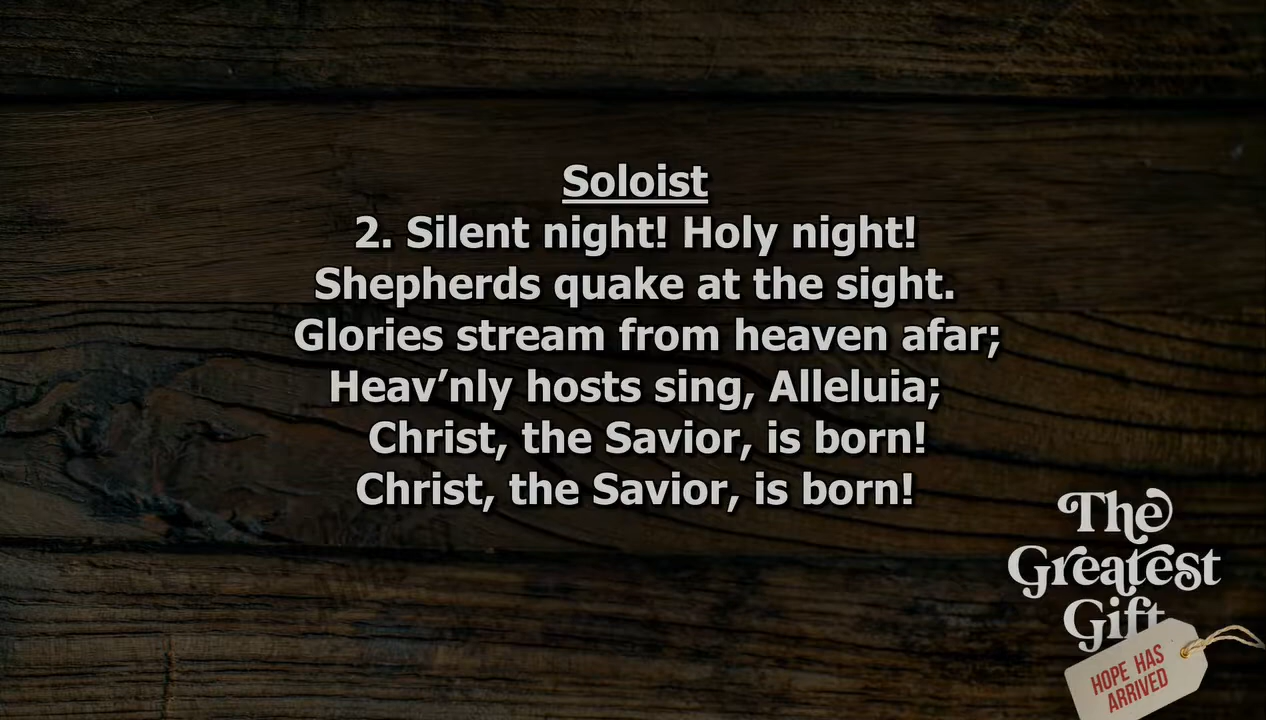 Soloist
2. Silent night! Holy night!
Shepherds quake at the sight.
Glories stream from heaven afar;
Heav’nly hosts sing, Alleluia;
Christ, the Savior, is born!
Christ, the Savior, is born!
The
Greatest
Gift
HOPE HAS
ARRIVED